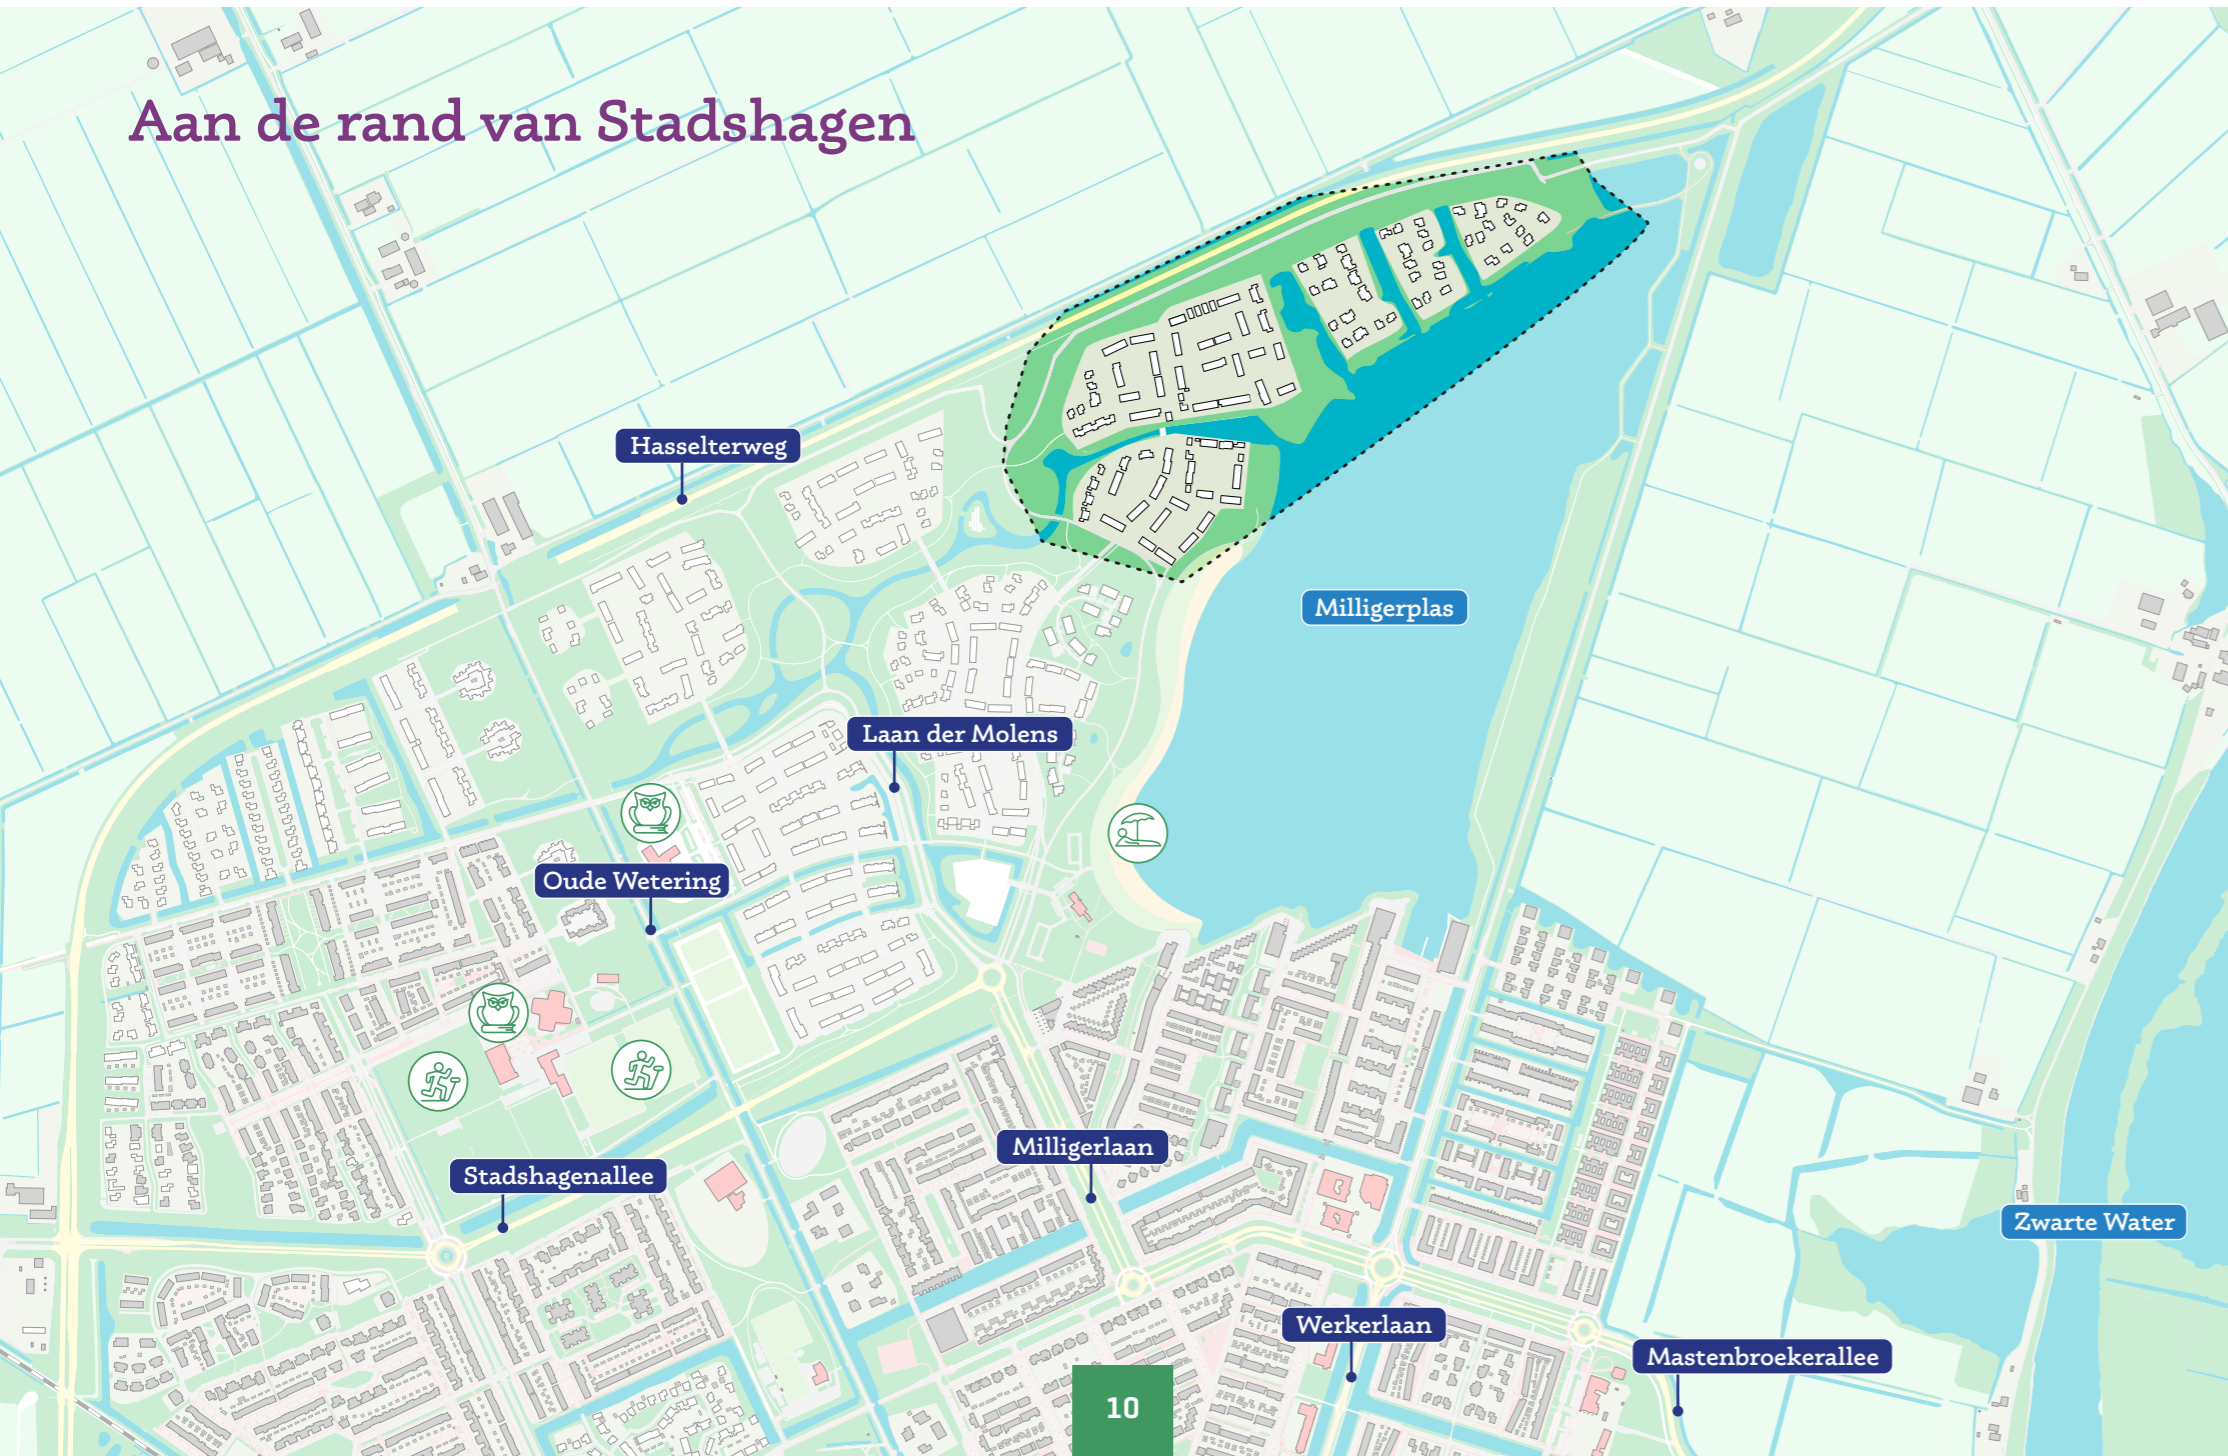 Aan de rand van Stadshagen
Hasselterweg
Milligerplas
Laan der Molens
Oude Wetering
Milligerlaan
Stadshagenallee
Zwarte Water
Werkerlaan
Mastenbroekerallee
10